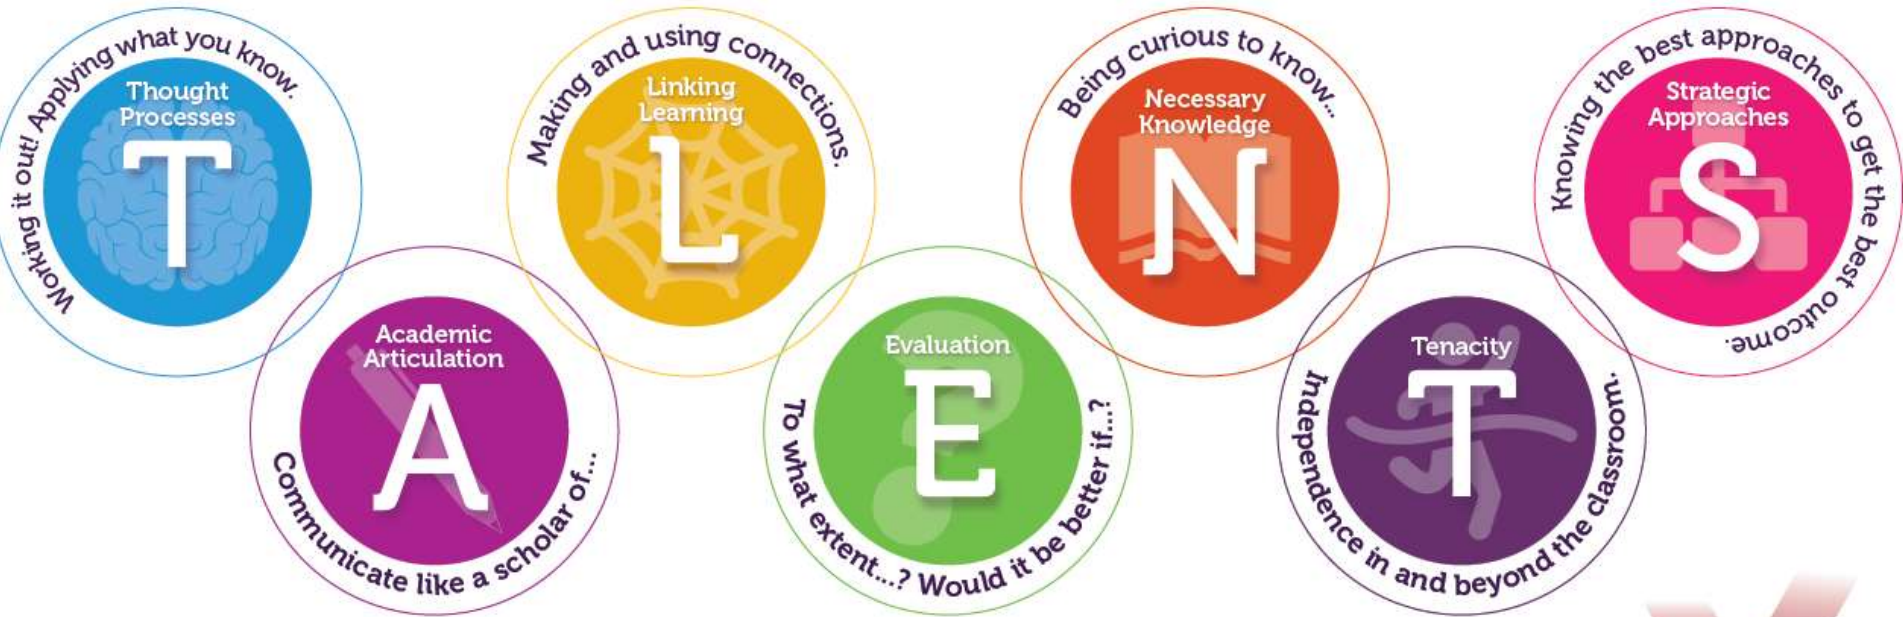 Working it out! Applying what you know.
Thought
Processes
T
Academic
Articulation
A
Communicate like a scholar of...
Making and using connections.
Linking
Learning
L
Evaluation
E
To what extent...? Would it be better if...?
Being curious to know...
Necessary
Knowledge
N
Tenacity
T
Independence in and beyond the classroom.
Knowing the best approaches to get the best outcome.
Strategic
Approaches
S